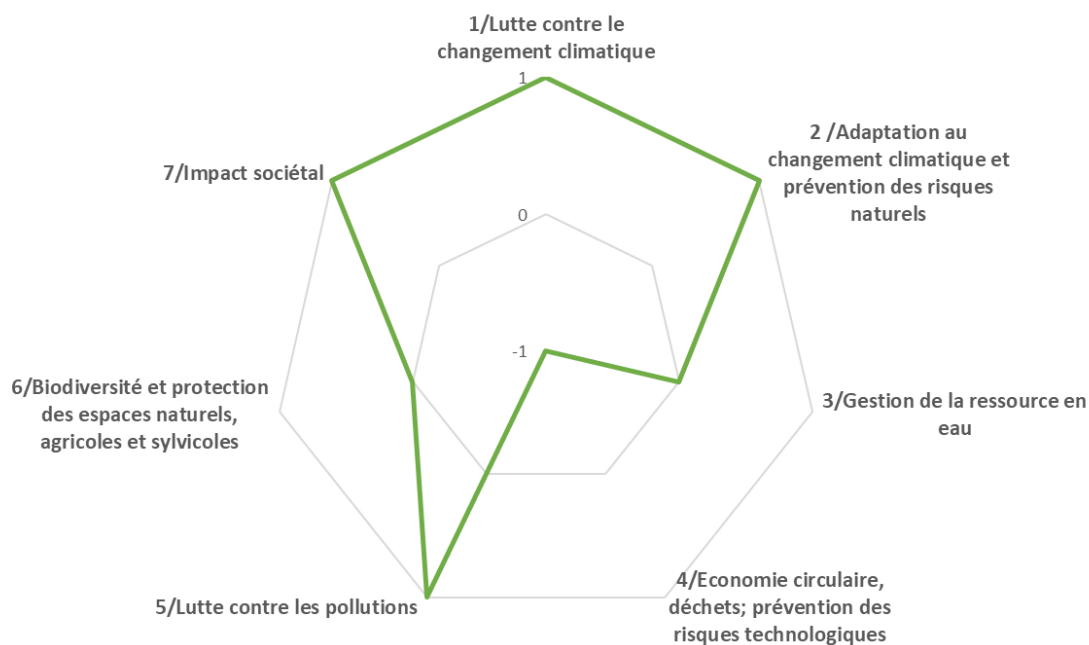 1/Lutte contre le
changement climatique
1
2 /Adaptation au
changement climatique et
prévention des risques
naturels
7/Impact sociétal
0
-1
6/Biodiversité et protection
des espaces naturels,
agricoles et sylvicoles
3/Gestion de la ressource en
eau
4/Economie circulaire,
déchets; prévention des
risques technologiques
5/Lutte contre les pollutions